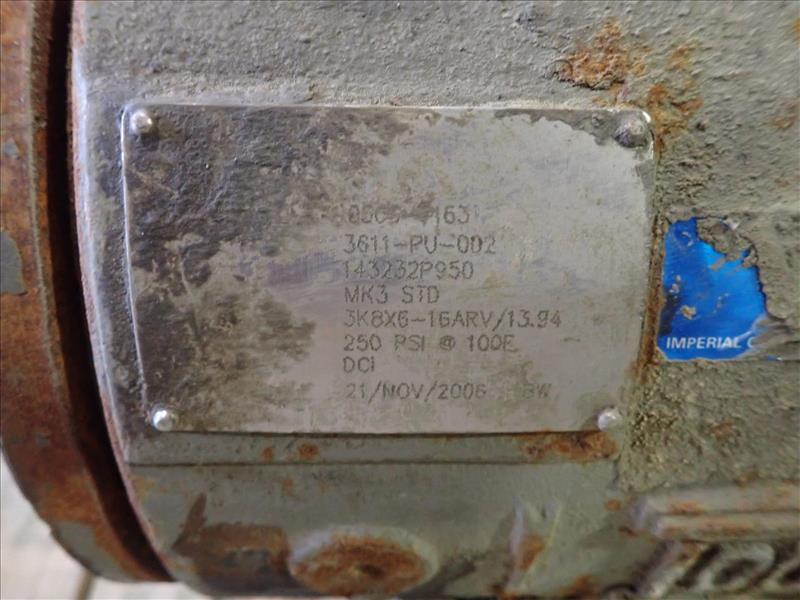 3611-PU-002
143232P950
MK3 STD
3K8X6-16ARV/13.94
250 PSI @ 100F
DCI
21/NOV/2006
IMPERIAL